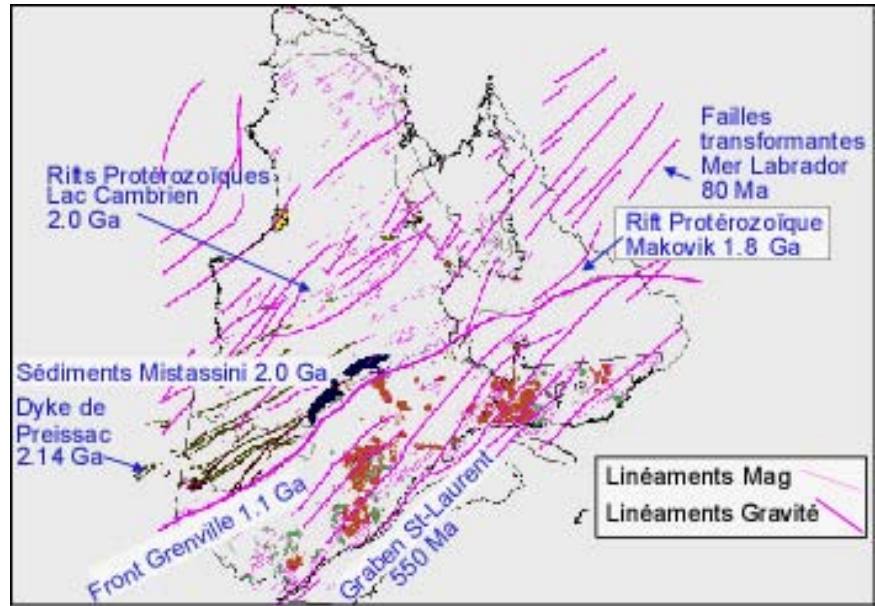 Failles
transformantes
Mer Labrador
80 Ma
Rifts Protérozoïques
Lac Cambrien
2.0 Ga
Rift Protérozoïque
Makovik 1.8 Ga
Sédiments Mistassini 2.0 Ga
Dyke de
Preissac
2.14 Ga
Front Grenville 1.1 Ga
Graben St-Laurent
550 Ma
Linéaments Mag
Linéaments Gravité